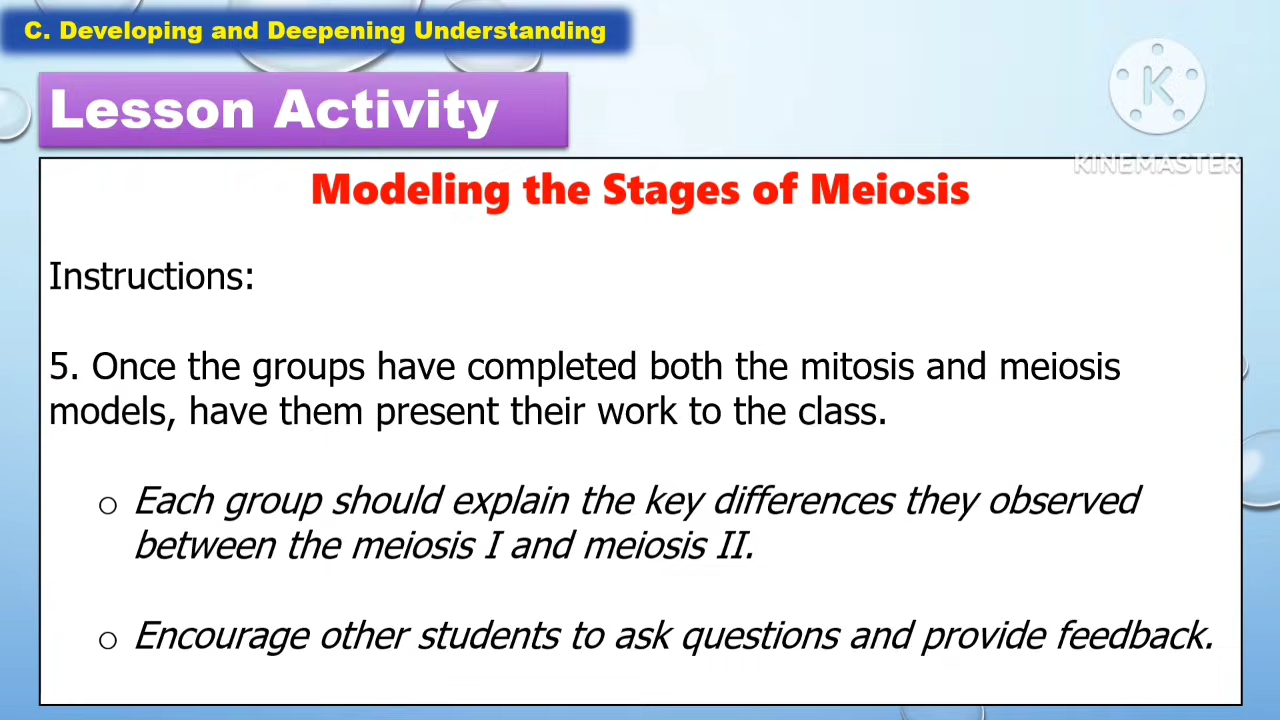 C. Developing and Deepening Understanding
Lesson Activity
K
KINEMASTER
Modeling the Stages of Meiosis
Instructions:
5. Once the groups have completed both the mitosis and meiosis
models, have them present their work to the class.
o Each group should explain the key differences they observed
between the meiosis I and meiosis II.
o Encourage other students to ask questions and provide feedback.